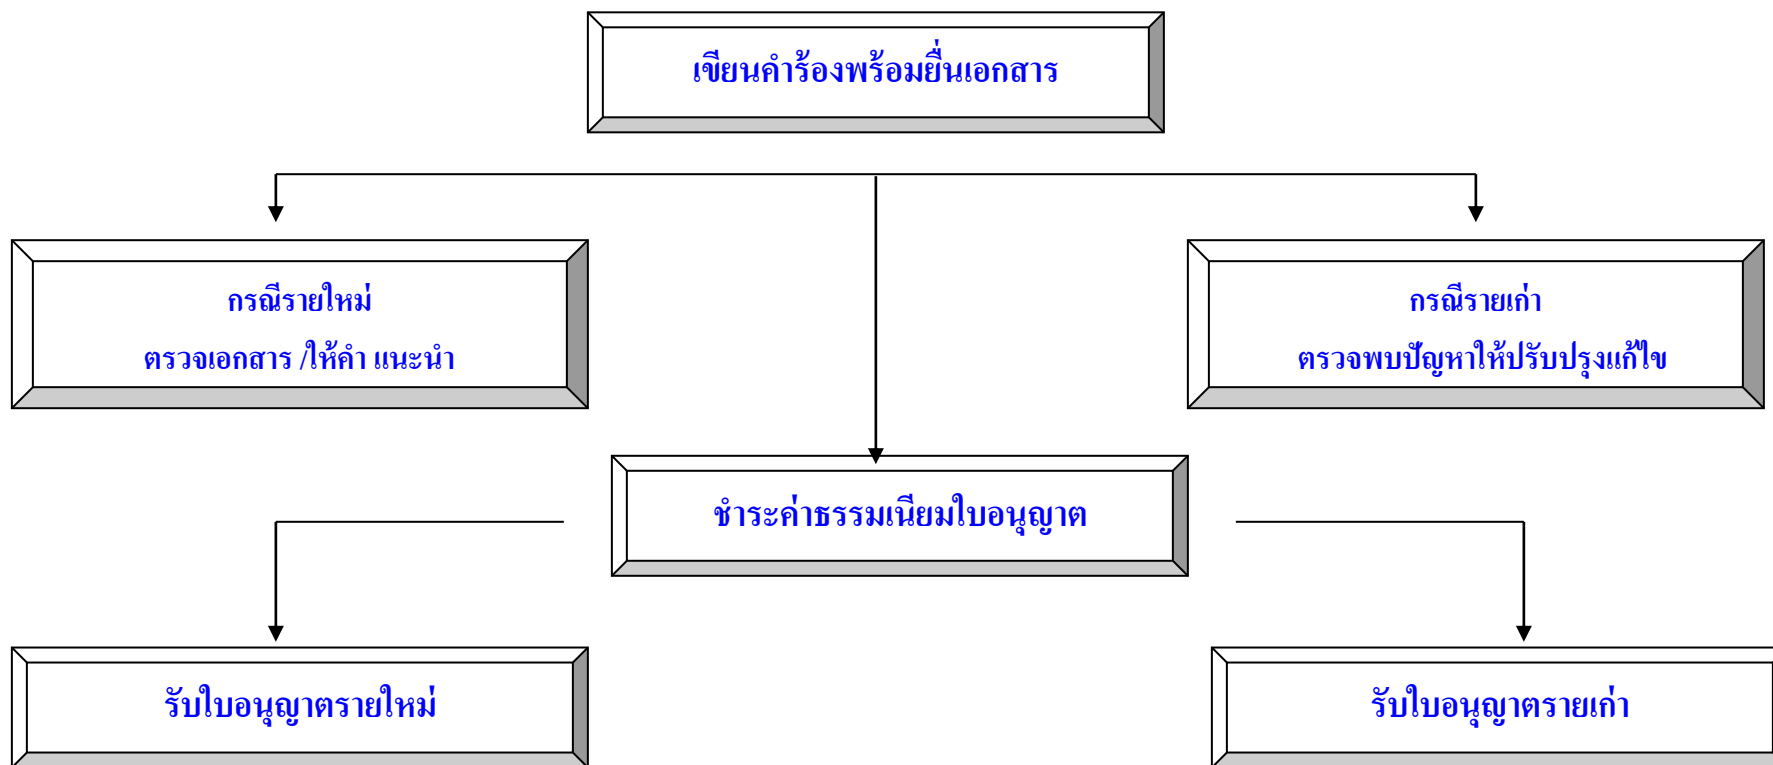 เขียนคำร้องพร้อมยื่นเอกสาร
กรณีรายใหม่
ตรวจเอกสาร /ให้คำ แนะนำ
กรณีรายเก่า
ตรวจพบปัญหาให้ปรับปรุงแก้ไข
ชำระค่าธรรมเนียมใบอนุญาต
รับใบอนุญาตรายใหม่
รับใบอนุญาตรายเก่า